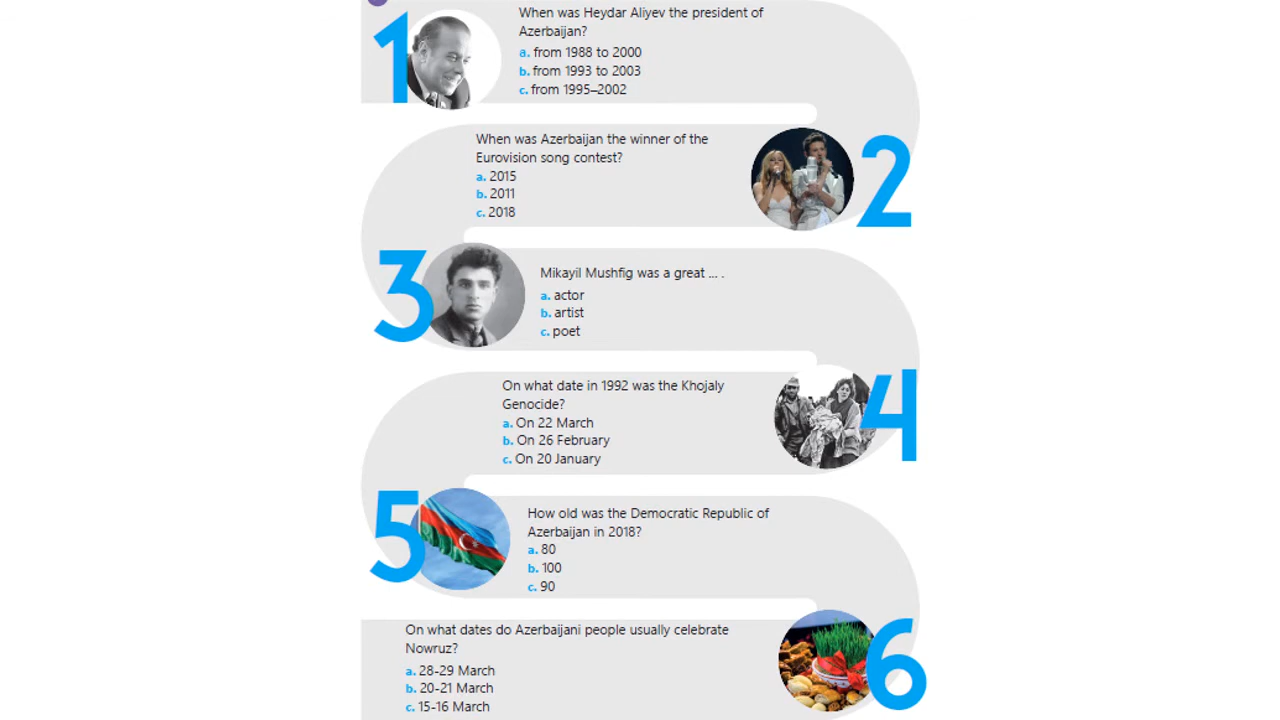 1
When was Heydar Aliyev the president of
Azerbaijan?
a. from 1988 to 2000
b. from 1993 to 2003
c. from 1995–2002
2
When was Azerbaijan the winner of the
Eurovision song contest?
a. 2015
b. 2011
c. 2018
3
Mikayil Mushfig was a great ... .
a. actor
b. artist
c. poet
4
On what date in 1992 was the Khojaly
Genocide?
a. On 22 March
b. On 26 February
c. On 20 January
5
How old was the Democratic Republic of
Azerbaijan in 2018?
a. 80
b. 100
c. 90
6
On what dates do Azerbaijani people usually celebrate
Nowruz?
a. 28-29 March
b. 20-21 March
c. 15-16 March